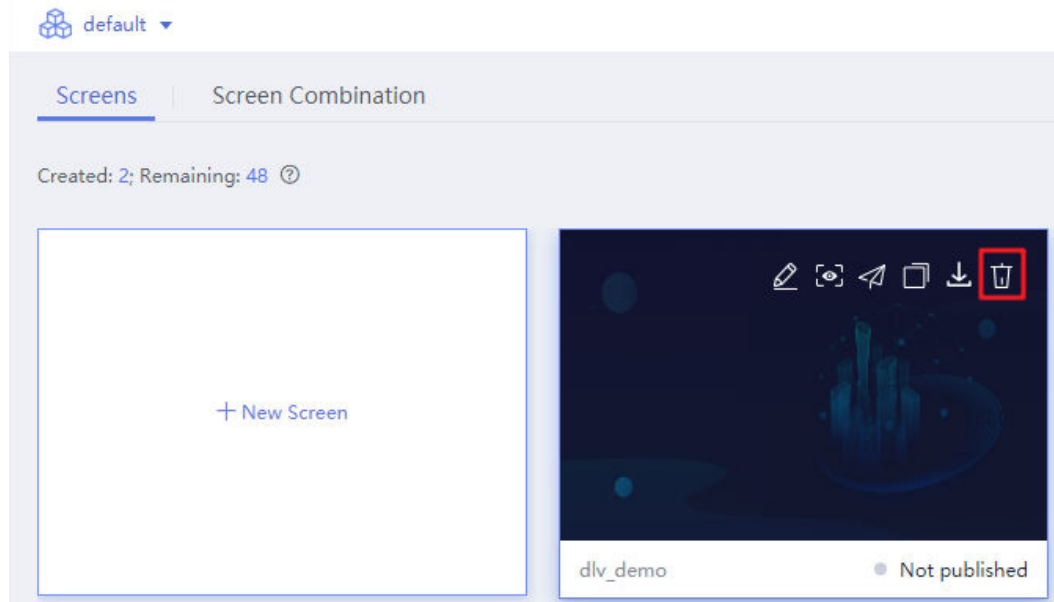 default
Screens
Screen Combination
Created: 2; Remaining: 48
New Screen
dlv_demo
Not published